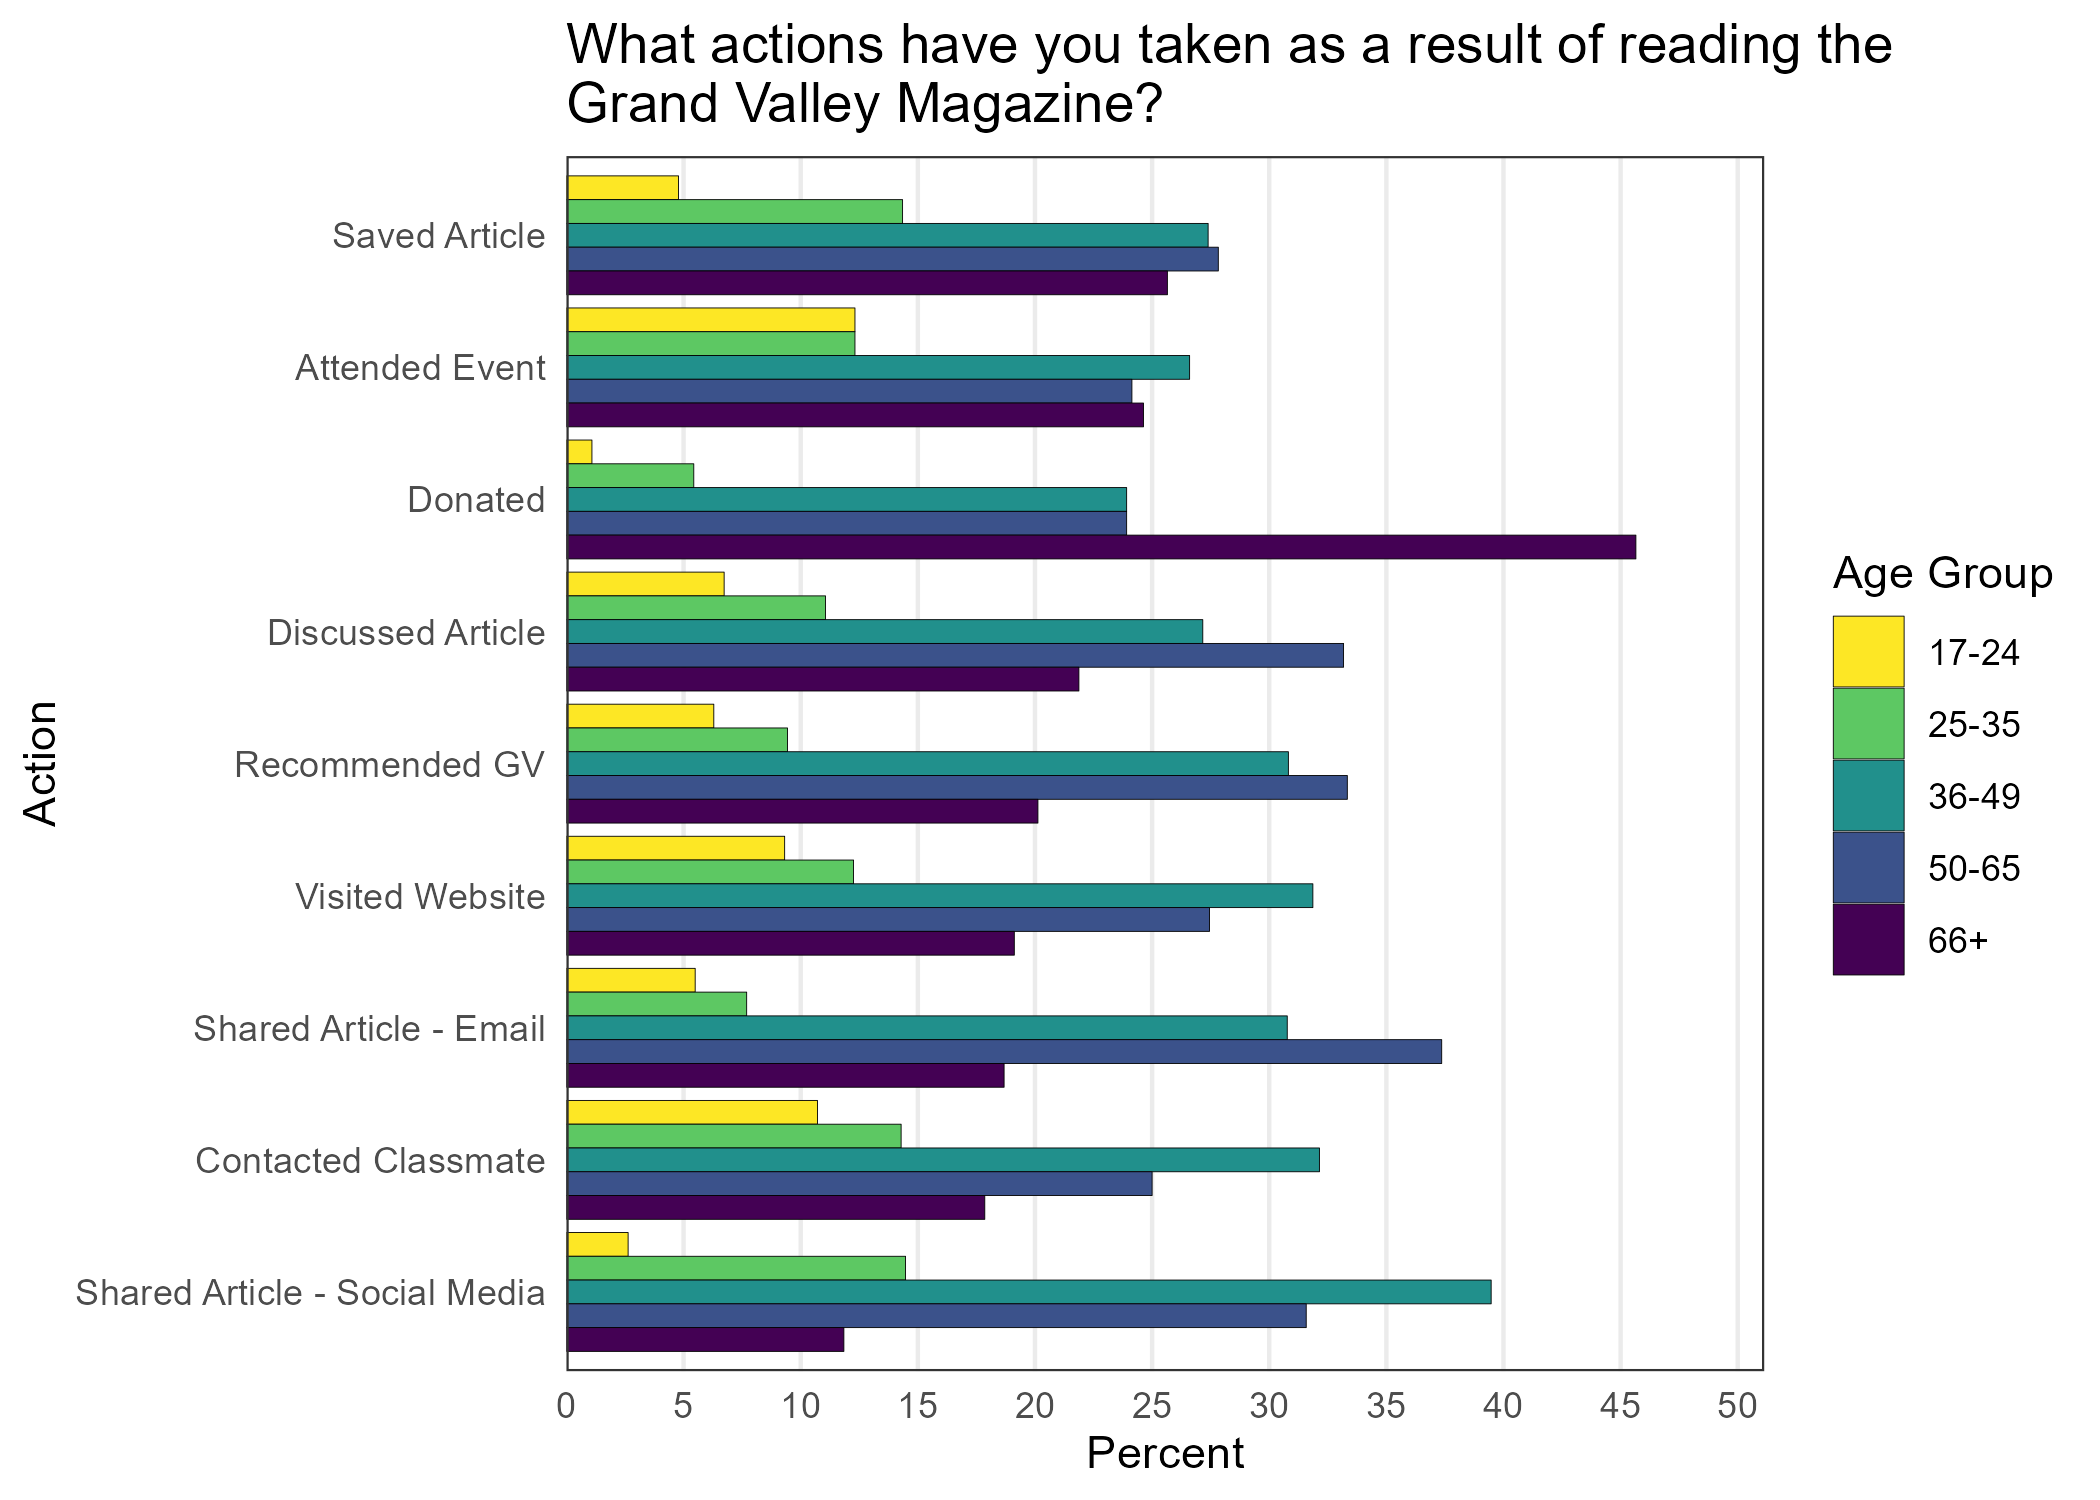 What actions have you taken as a result of reading the
Grand Valley Magazine?
Action
Saved Article
Attended Event
Donated
Discussed Article
Recommended GV
Visited Website
Shared Article - Email
Contacted Classmate
Shared Article - Social Media
0 5 10 15 20 25 30 35 40 45 50
Percent
Age Group
17-24
25-35
36-49
50-65
66+